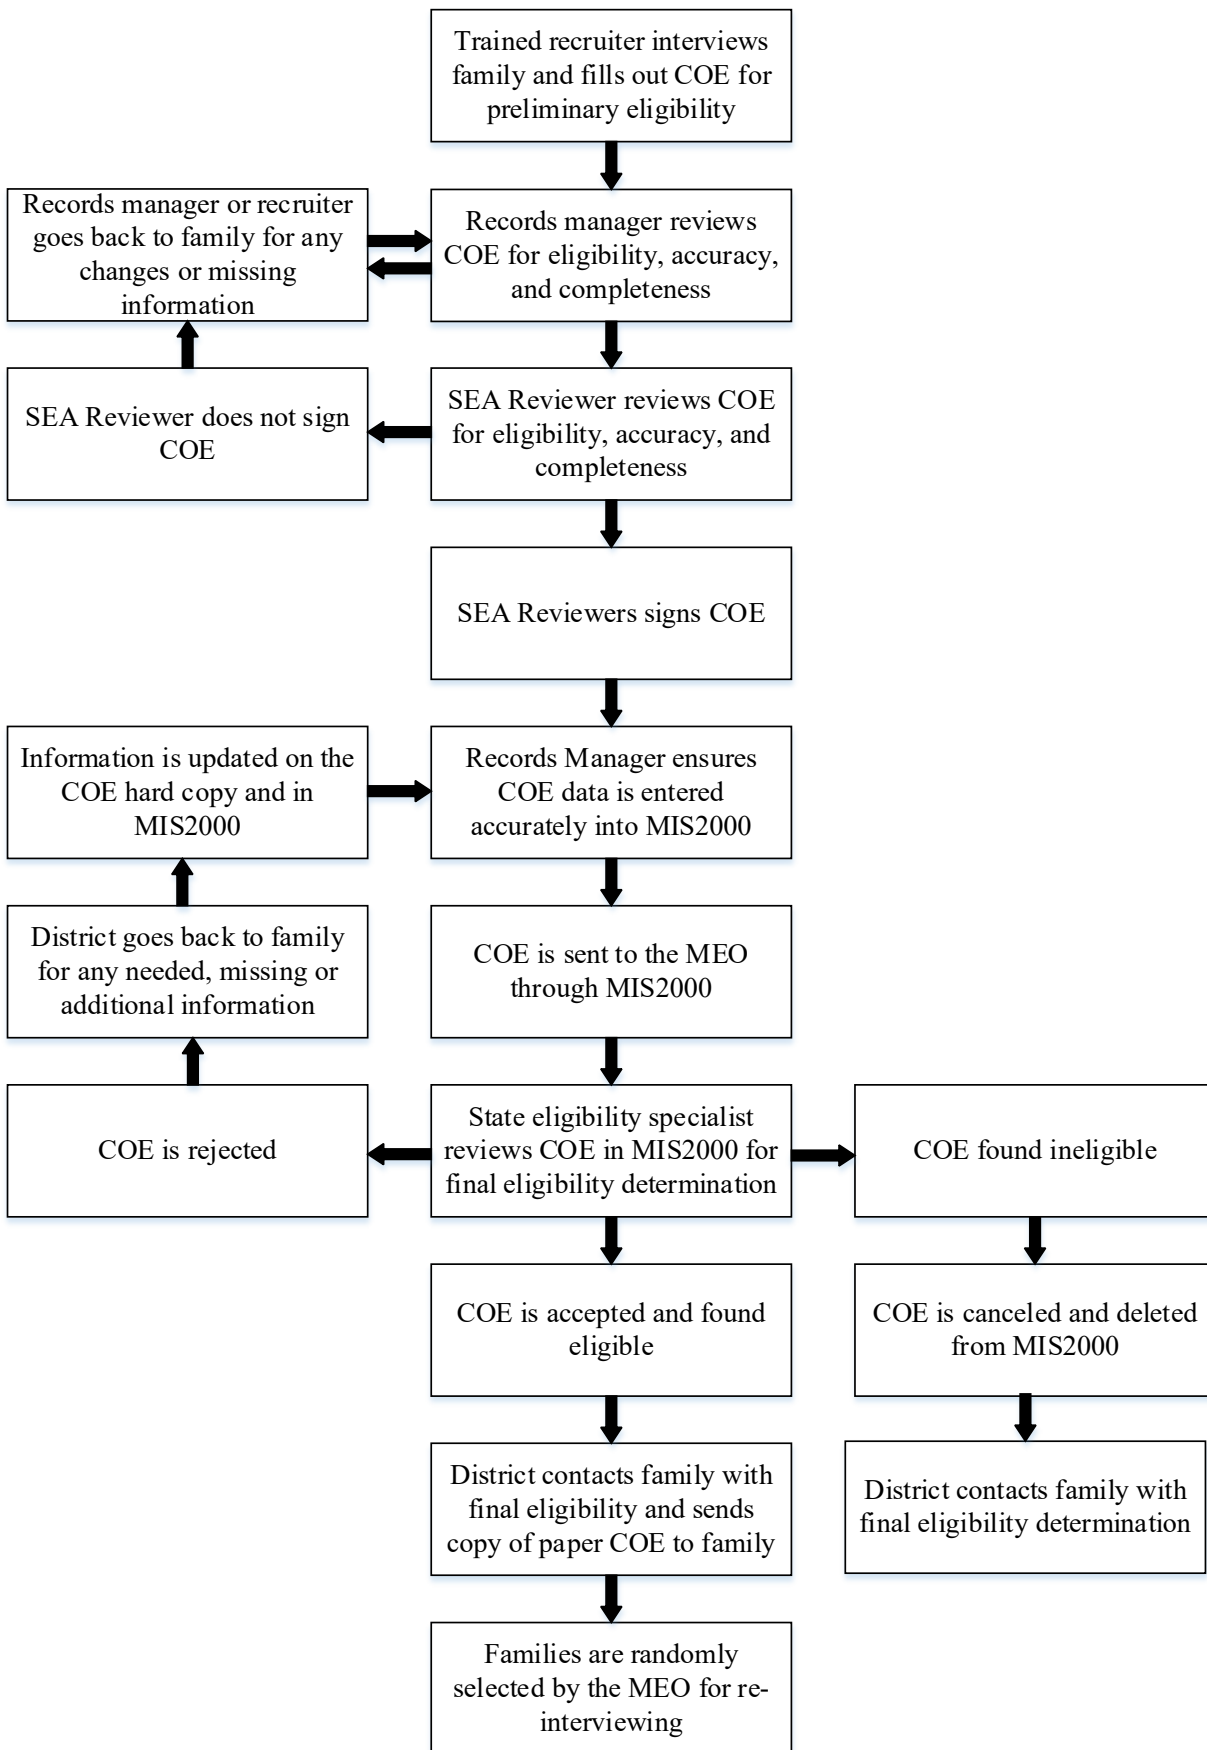 Trained recruiter interviews
family and fills out COE for
preliminary eligibility
Records manager or recruiter
goes back to family for any
changes or missing
information
Records manager reviews
COE for eligibility, accuracy,
and completeness
SEA Reviewer does not sign
COE
SEA Reviewer reviews COE
for eligibility, accuracy, and
completeness
SEA Reviewers signs COE
Information is updated on the
COE hard copy and in
MIS2000
Records Manager ensures
COE data is entered
accurately into MIS2000
District goes back to family
for any needed, missing or
additional information
COE is sent to the MEO
through MIS2000
COE is rejected
State eligibility specialist
reviews COE in MIS2000 for
final eligibility determination
COE found ineligible
COE is accepted and found
eligible
COE is canceled and deleted
from MIS2000
District contacts family with
final eligibility and sends
copy of paper COE to family
District contacts family with
final eligibility determination
Families are randomly
selected by the MEO for re-
interviewing